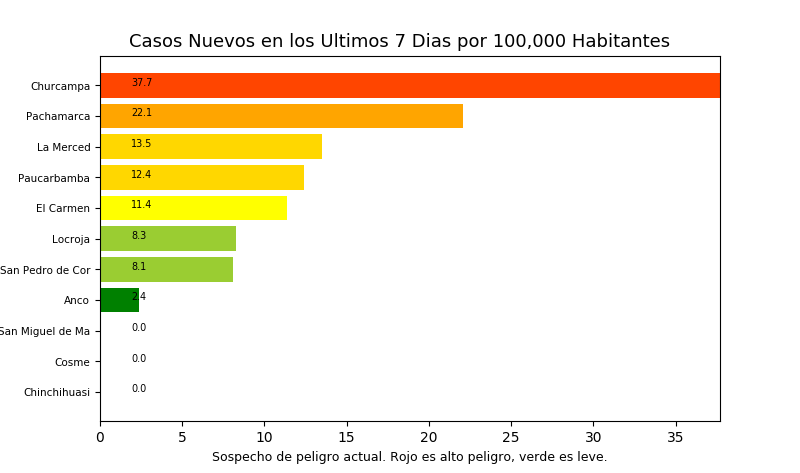 Casos Nuevos en los Ultimos 7 Dias por 100,000 Habitantes
Churcampa 37.7
Pachamarca 22.1
La Merced 13.5
Paucarbamba 12.4
El Carmen 11.4
Locroja 8.3
San Pedro de Cor 8.1
Anco 2.4
San Miguel de Ma 0.0
Cosme 0.0
Chinchihuasi 0.0
0 5 10 15 20 25 30 35
Sospecho de peligro actual. Rojo es alto peligro, verde es leve.